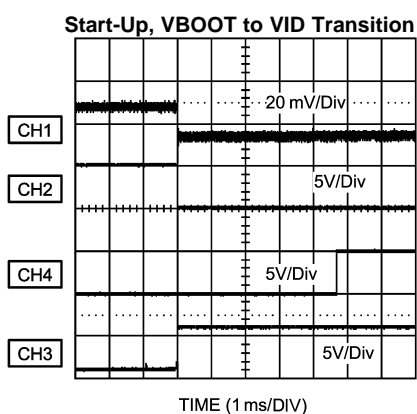 Start-Up, VBOOT to VID Transition
20 mV/Div
CH1
5V/Div
CH2
5V/Div
CH4
5V/Div
CH3
TIME (1 ms/DIV)